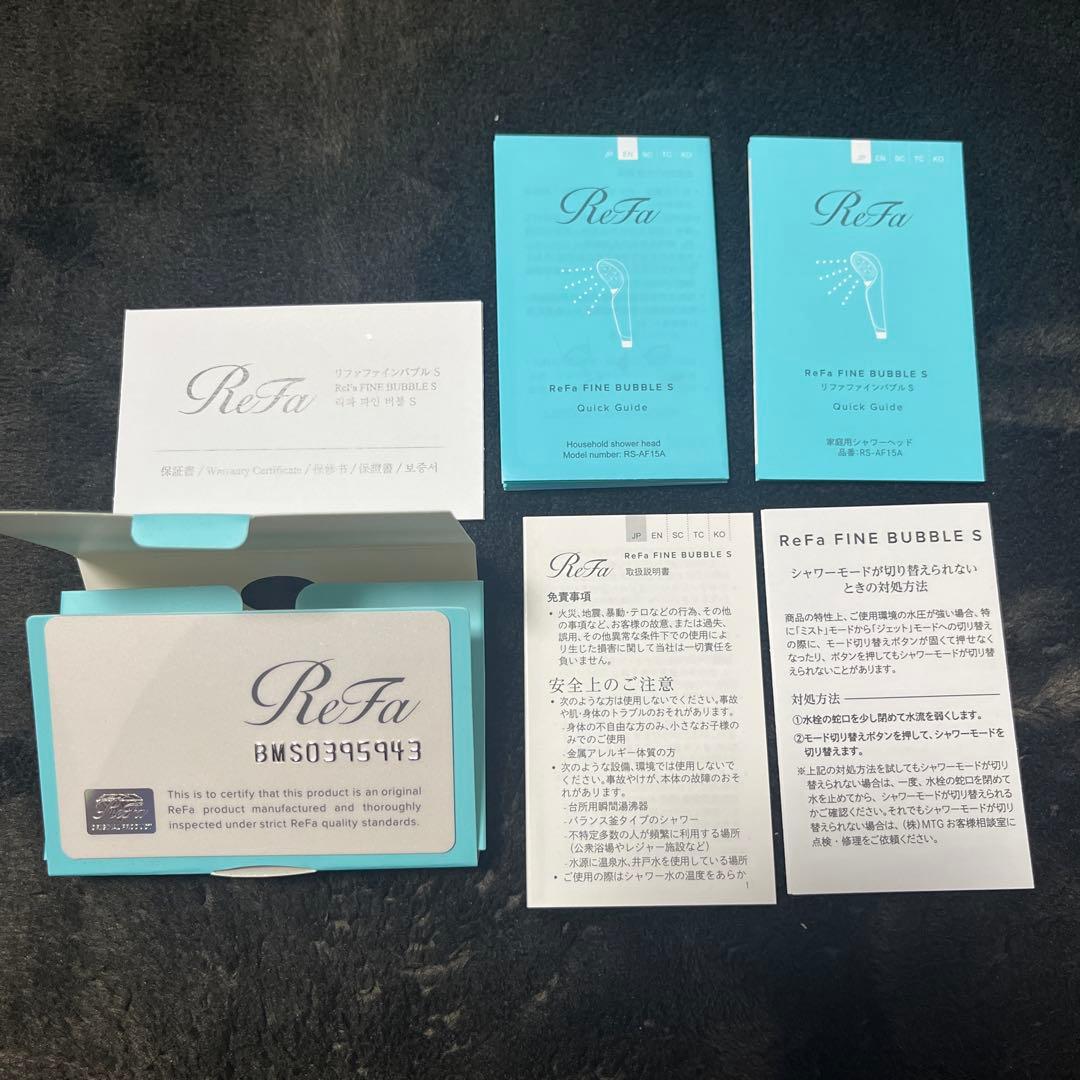 JP EN SC TC KO
ReFa
ReFa FINE BUBBLE S
Quick Guide
Household shower head
Model number: RS-AF15A
JP EN SC TC KO
ReFa
ReFa FINE BUBBLE S
リファファインバブル S
Quick Guide
家庭用シャワーヘッド
品番:RS-AF15A
ReFa
リファファインバブル S
ReFa FINE BUBBLE S
리파 파인 버블 S
保証書 / Warranty Certificate / 保修书 / 保證書 / 보증서
ReFa
BMS0395943
ReFa
ORIGINAL PRODUCT
This is to certify that this product is an original
ReFa product manufactured and thoroughly
inspected under strict ReFa quality standards.
JP EN SC TC KO
ReFa
ReFa FINE BUBBLE S
取扱説明書
免責事項
• 火災、地震、暴動・テロなどの行為、その他
の事項など、お客様の故意、または過失、
誤用、その他異常な条件下での使用によ
り生じた損害に関して当社は一切責任を
負いません。
安全上のご注意
• 次のような方は使用しないでください。事故
や肌・身体のトラブルのおそれがあります。
-身体の不自由な方のみ、小さなお子様の
みでのご使用
-金属アレルギー体質の方
• 次のような設備、環境では使用しないで
ください。事故やけが、本体の故障のおそ
れがあります。
-台所用瞬間湯沸器
-バランス釜タイプのシャワー
-不特定多数の人が頻繁に利用する場所
(公衆浴場やレジャー施設など)
-水源に温泉水、井戸水を使用している場所
• ご使用の際はシャワー水の温度をあらか
1
ReFa FINE BUBBLE S
シャワーモードが切り替えられない
ときの対処方法
商品の特性上、ご使用環境の水圧が強い場合、特
に「ミスト」モードから「ジェット」モードへの切り替え
の際に、モード切り替えボタンが固くて押せなく
なったり、ボタンを押してもシャワーモードが切り替
えられないことがあります。
対処方法
①水栓の蛇口を少し閉めて水流を弱くします。
②モード切り替えボタンを押して、シャワーモードを
切り替えます。
※上記の対処方法を試してもシャワーモードが切り
替えられない場合は、一度、水栓の蛇口を閉めて
水を止めてから、シャワーモードが切り替えられる
かご確認ください。それでもシャワーモードが切り
替えられない場合は、(株)MTG お客様相談室に
点検・修理をご依頼ください。